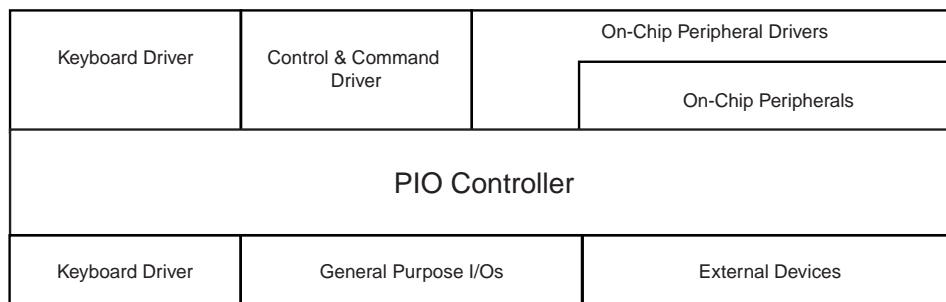 Keyboard Driver
Control & Command
Driver
On-Chip Peripheral Drivers
On-Chip Peripherals
PIO Controller
Keyboard Driver
General Purpose I/Os
External Devices